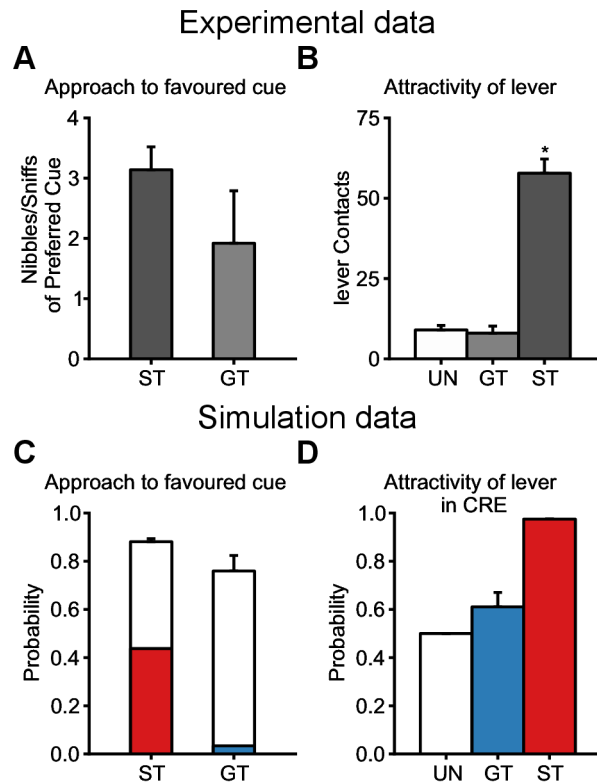 Experimental data
A
B
Approach to favoured cue
Attractivity of lever
Nibbles/Sniffs
of Preferred Cue
4
3
2
1
0
ST
GT
lever Contacts
75
50
25
0
*
UN
GT
ST
Simulation data
C
D
Approach to favoured cue
Attractivity of lever
in CRE
Probability
1.0
0.8
0.6
0.4
0.2
0.0
ST
GT
Probability
1.0
0.8
0.6
0.4
0.2
0.0
UN
GT
ST